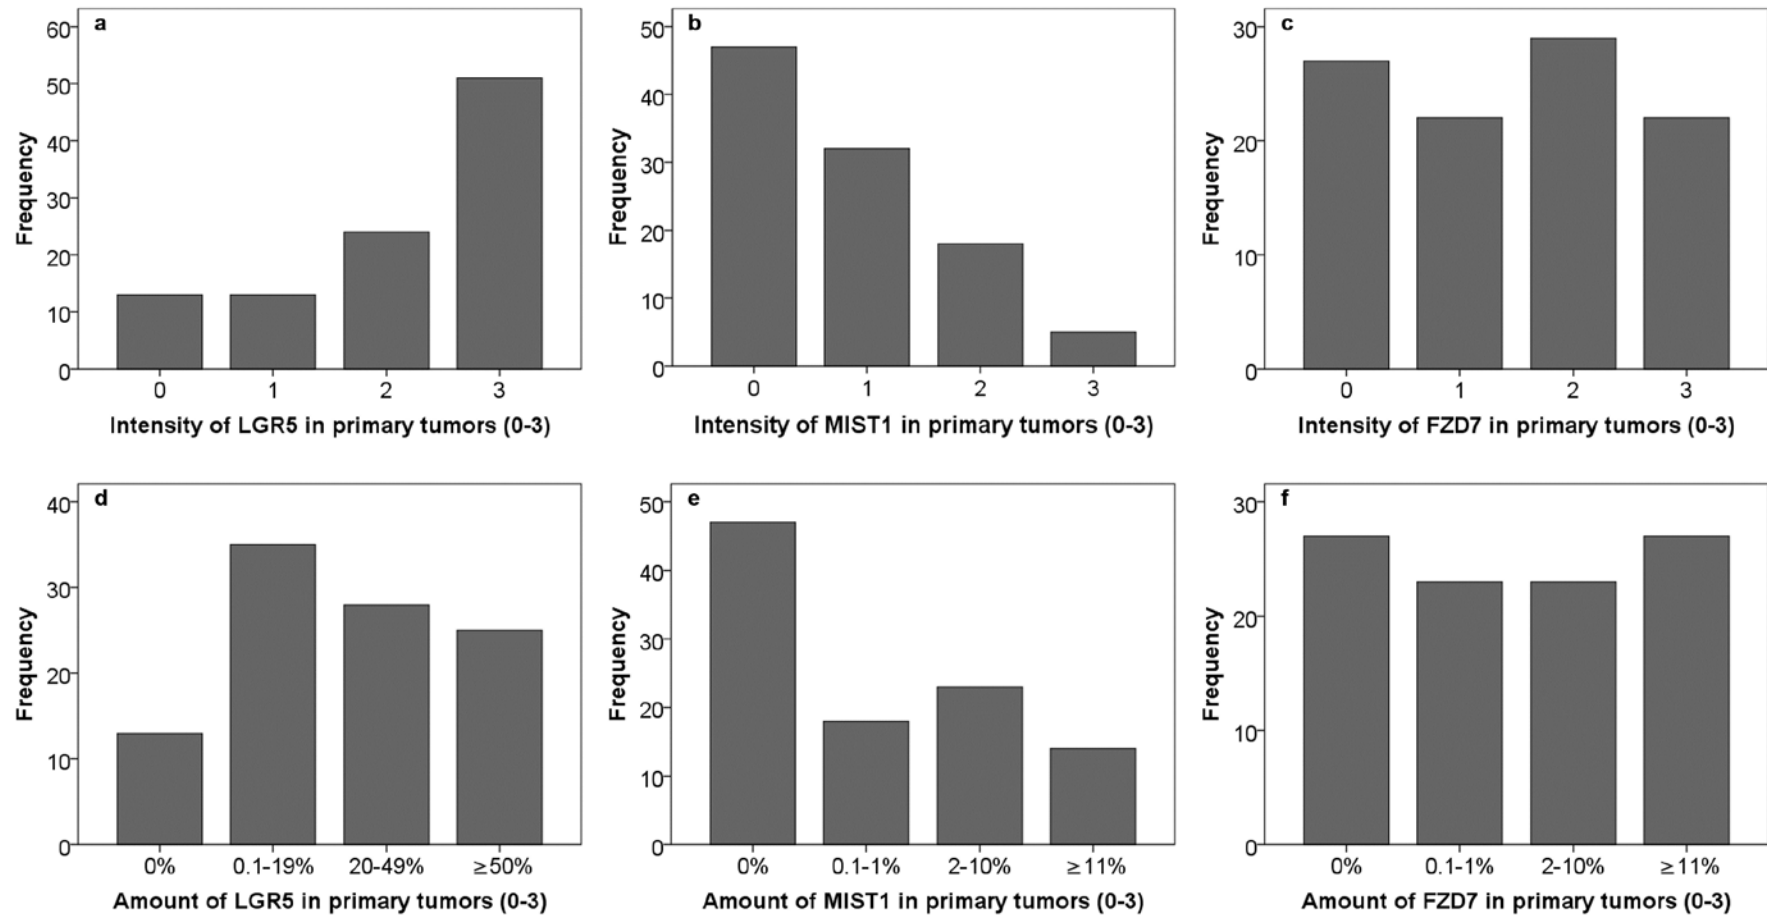 a
60
50
40
30
20
10
0
Frequency
0 1 2 3
Intensity of LGR5 in primary tumors (0-3)
b
50
40
30
20
10
0
Frequency
0 1 2 3
Intensity of MIST1 in primary tumors (0-3)
c
30
20
10
0
Frequency
0 1 2 3
Intensity of FZD7 in primary tumors (0-3)
d
40
30
20
10
0
Frequency
0% 0.1-19% 20-49% ≥50%
Amount of LGR5 in primary tumors (0-3)
e
50
40
30
20
10
0
Frequency
0% 0.1-1% 2-10% ≥11%
Amount of MIST1 in primary tumors (0-3)
f
30
20
10
0
Frequency
0% 0.1-1% 2-10% ≥11%
Amount of FZD7 in primary tumors (0-3)